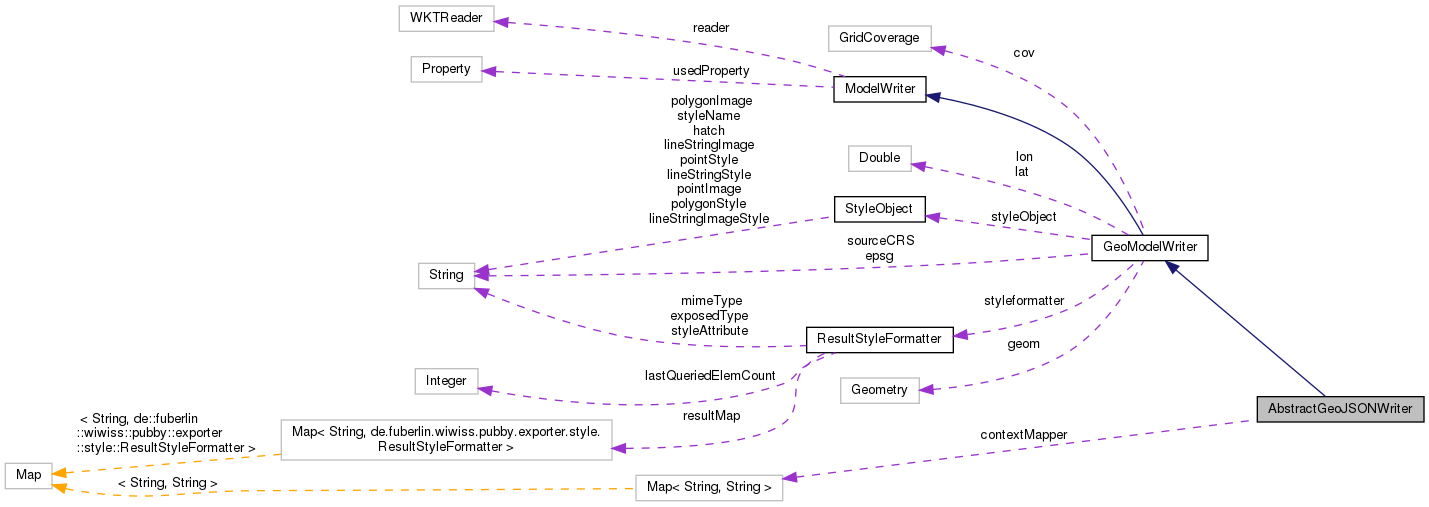 WKTReader
reader
GridCoverage
cov
Property
usedProperty
ModelWriter
polygonImage
styleName
hatch
lineStringImage
pointStyle
lineStringStyle
pointImage
polygonStyle
lineStringImageStyle
Double
lon
lat
StyleObject
styleObject
GeoModelWriter
sourceCRS
epsg
String
mimeType
exposedType
styleAttribute
styleformatter
ResultStyleFormatter
geom
Integer
lastQueriedElemCount
Geometry
resultMap
AbstractGeoJSONWriter
< String, de::fuberlin
::wiwiss::pubby::exporter
::style::ResultStyleFormatter >
Map< String, de.fuberlin.wiwiss.pubby.exporter.style.
ResultStyleFormatter >
contextMapper
Map
< String, String >
Map< String, String >